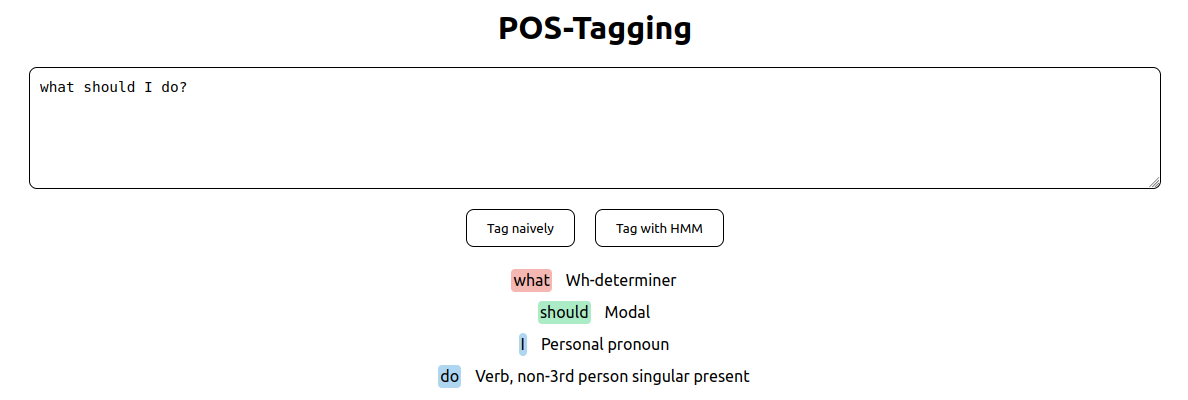 POS-Tagging
what should I do?
Tag naively Tag with HMM
what Wh-determiner
should Modal
I Personal pronoun
do Verb, non-3rd person singular present